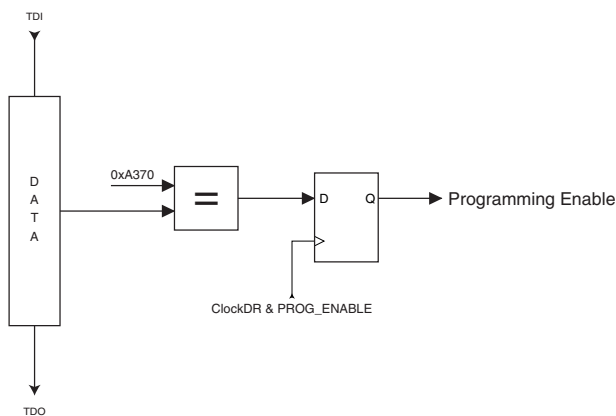 TDI
D
A
T
A
0xA370
=
D
Q
Programming Enable
ClockDR & PROG_ENABLE
TDO